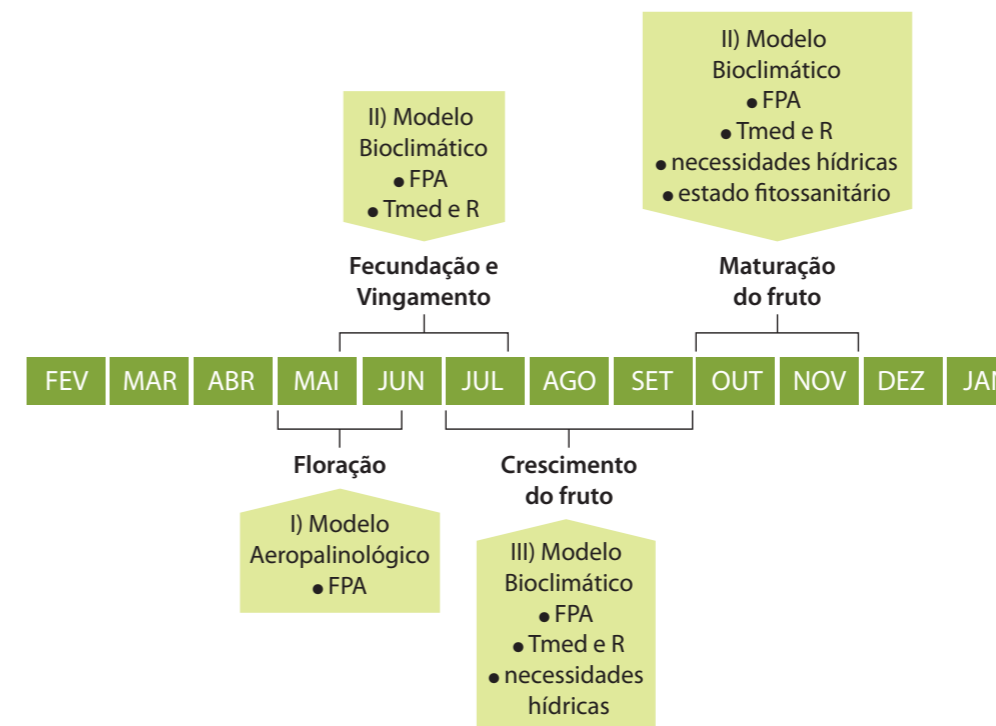 II) Modelo
Bioclimático
● FPA
● Tmed e R
II) Modelo
Bioclimático
● FPA
● Tmed e R
● necessidades hídricas
● estado fitossanitário
Fecundação e
Vingamento
Maturação
do fruto
FEV MAR ABR MAI JUN JUL AGO SET OUT NOV DEZ JAN
Floração
Crescimento
do fruto
I) Modelo
Aeropalinológico
● FPA
III) Modelo
Bioclimático
● FPA
● Tmed e R
● necessidades
hídricas